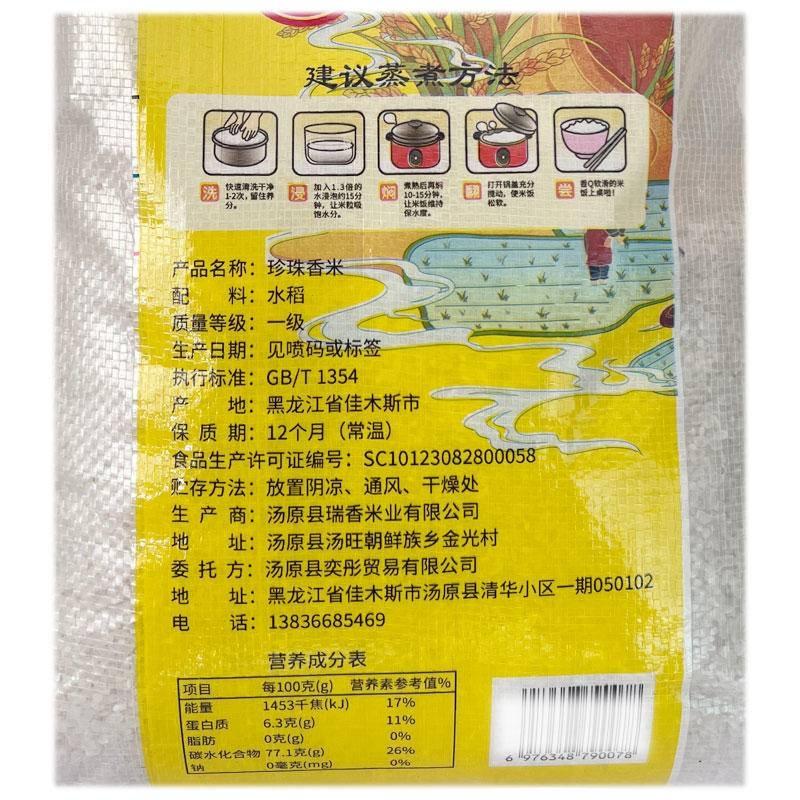 建议蒸煮方法
洗 快速清洗干净
1-2次,留住养
分。
浸 加入1.3倍的
水浸泡约15分
钟,让米粒吸
饱水分。
焖 煮熟后再焖
10-15分钟,
让米饭维持
保水度。
翻 打开锅盖充分
搅动,使米饭
松软。
尝 香Q软滑的米
饭上桌啦!
产品名称:珍珠香米
配 料:水稻
质量等级:一级
生产日期:见喷码或标签
执行标准:GB/T 1354
产 地:黑龙江省佳木斯市
保 质 期:12个月(常温)
食品生产许可证编号:SC10123082800058
贮存方法:放置阴凉、通风、干燥处
生 产 商:汤原县瑞香米业有限公司
地 址:汤原县汤旺朝鲜族乡金光村
委 托 方:汤原县奕彤贸易有限公司
地 址:黑龙江省佳木斯市汤原县清华小区一期050102
电 话:13836685469
营养成分表
项目 每100克(g) 营养素参考值%
能量 1453千焦(kJ) 17%
蛋白质 6.3克(g) 11%
脂肪 0克(g) 0%
碳水化合物 77.1克(g) 26%
钠 0毫克(mg) 0%
6 976348 790078